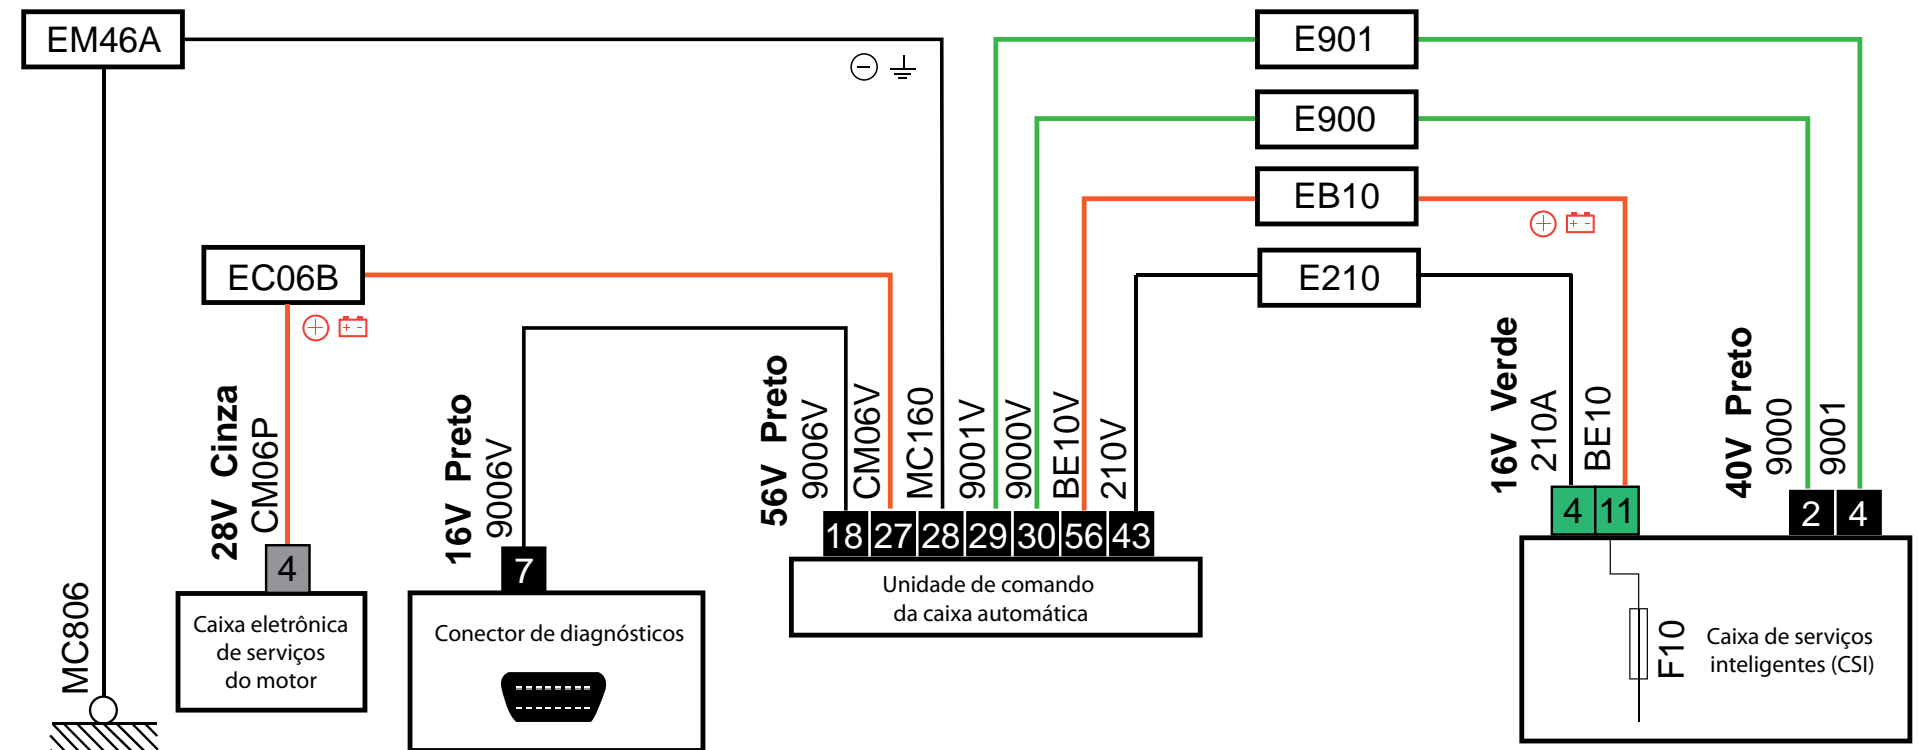 EM46A
E901
E900
EB10
E210
EC06B
MC806
28V Cinza
CM06P
16V Preto
9006V
56V Preto
9006V
CM06V
MC160
9001V
9000V
BE10V
210V
16V Verde
210A
BE10
40V Preto
9000
9001
4
7
18 27 28 29 30 56 43
4 11
2 4
Caixa eletrônica
de serviços
do motor
Conector de diagnósticos
Unidade de comando
da caixa automática
F10
Caixa de serviços
inteligentes (CSI)